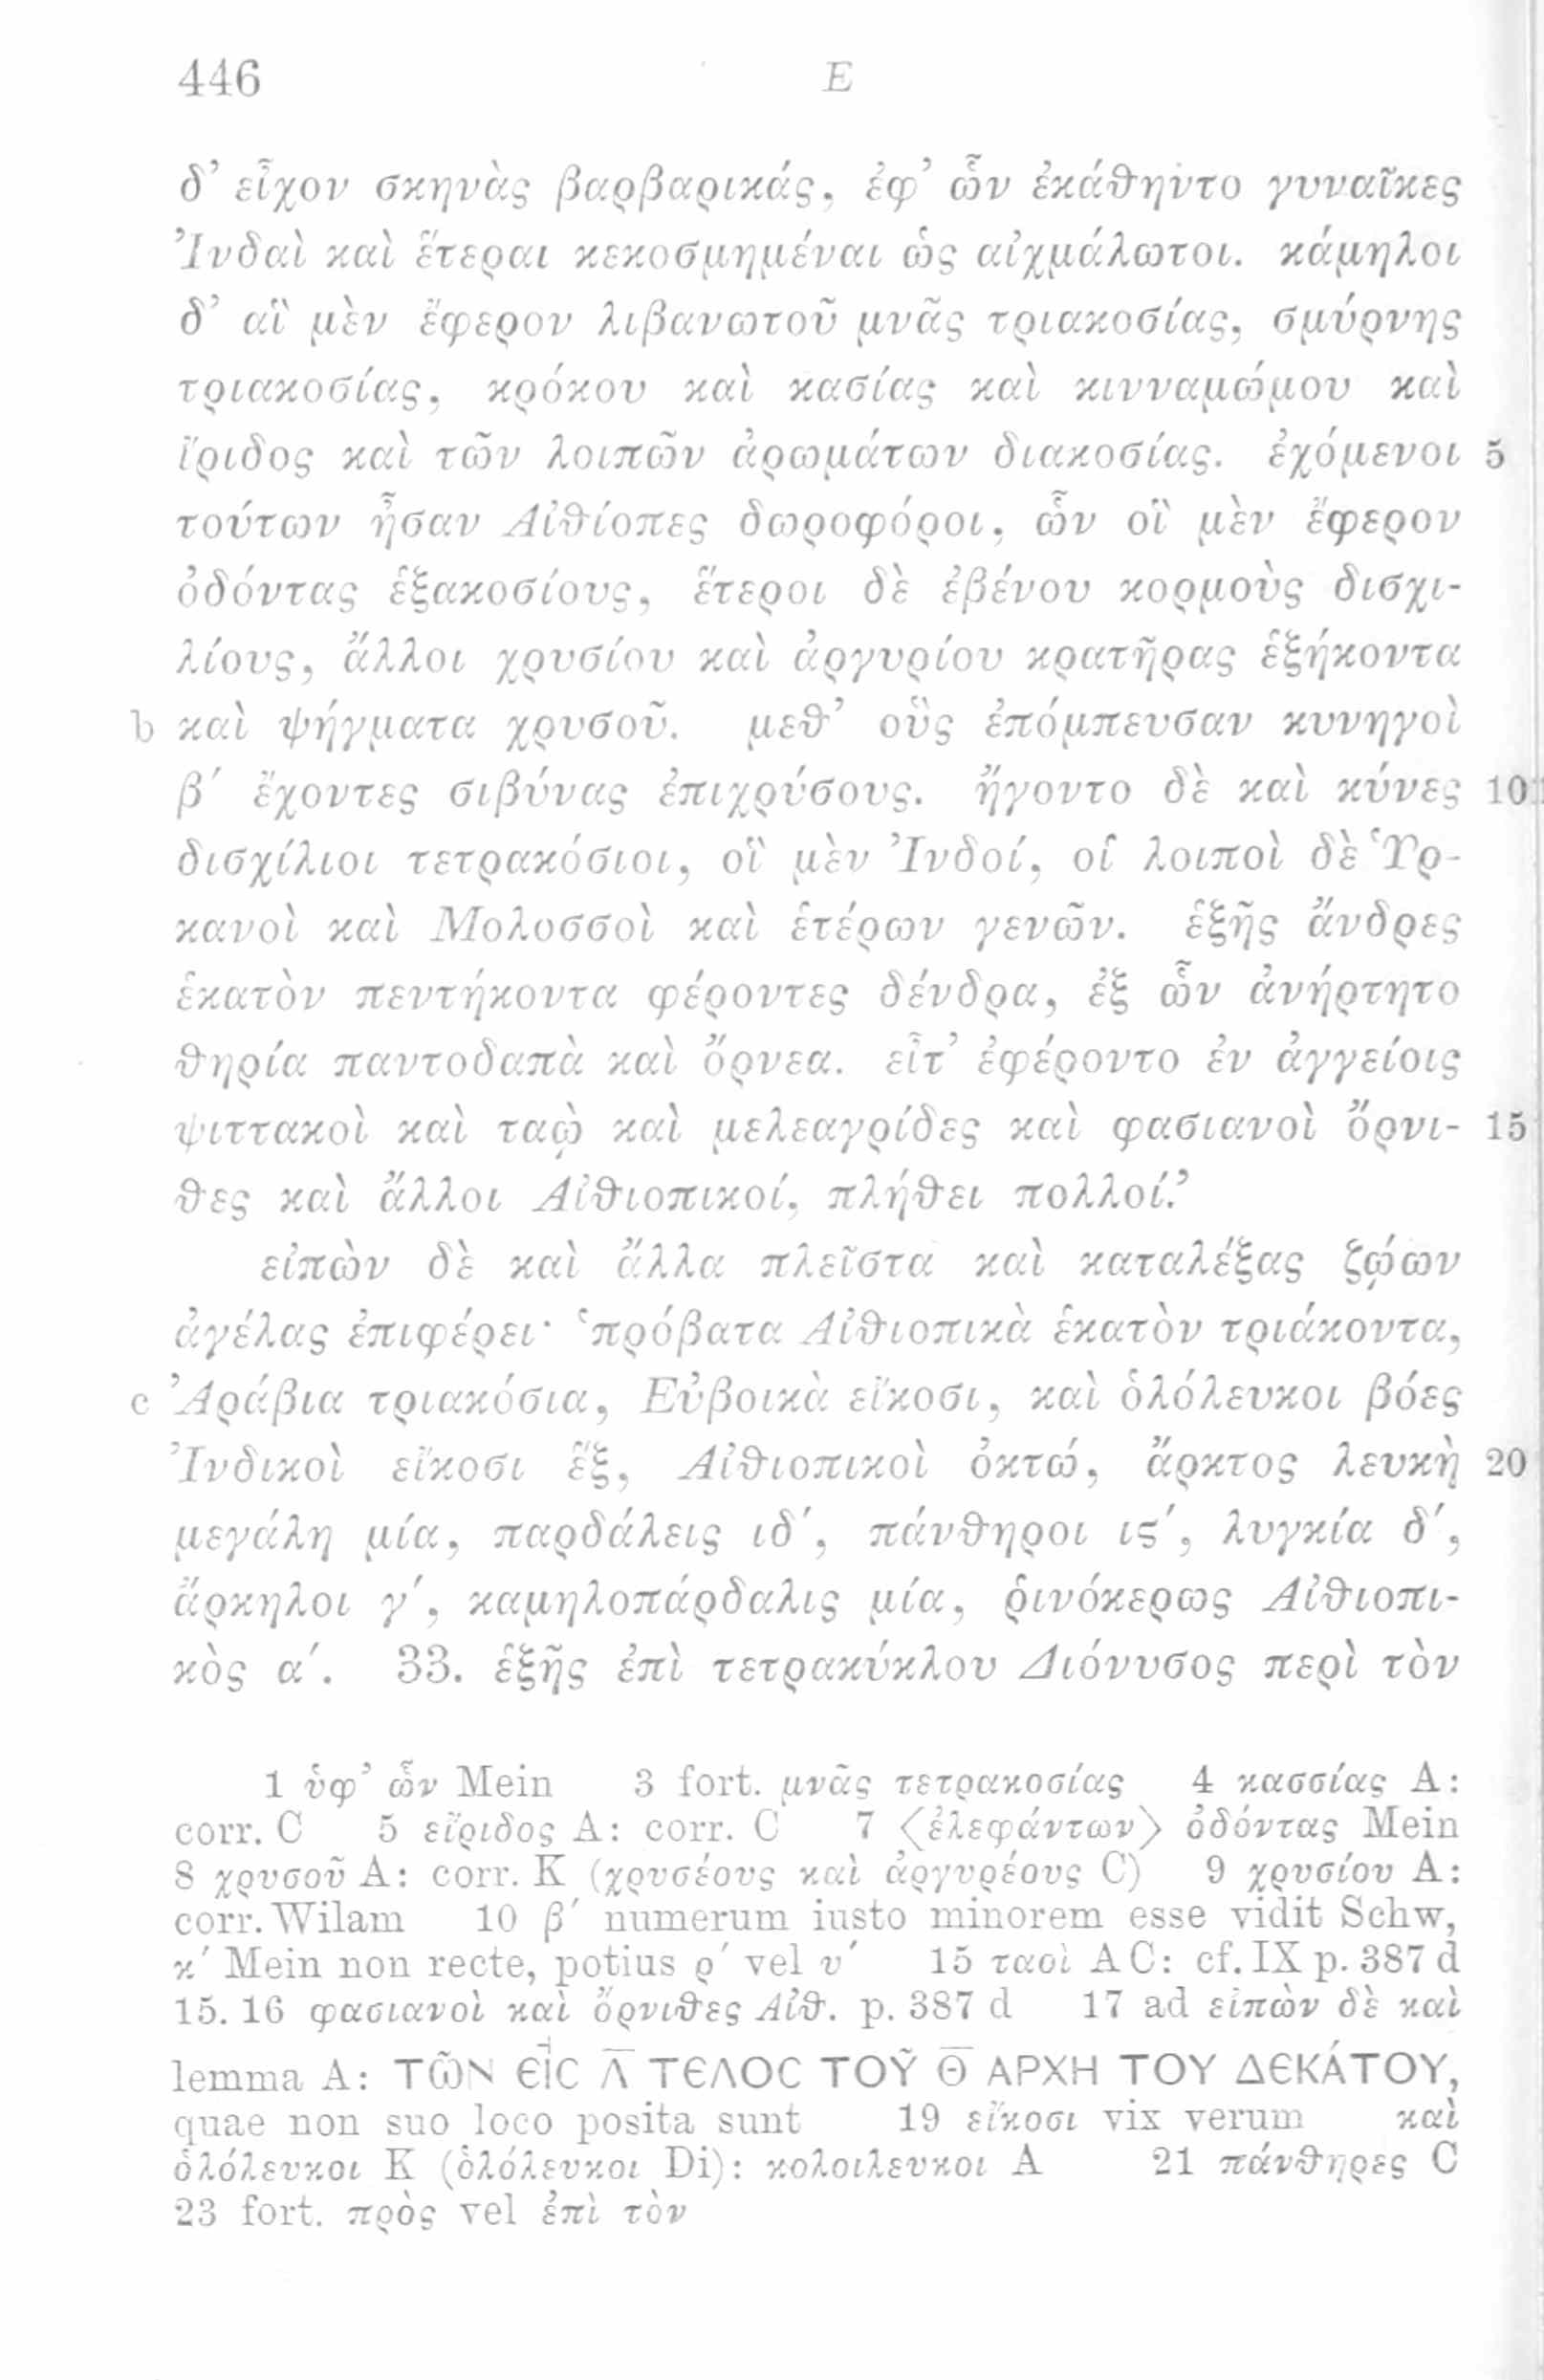 446 E
δ’ εἶχον σκηνὰς βαρβαρικάς, ἐφ’ ὧν ἐκάθηντο γυναῖκες
Ἰνδαὶ καὶ ἕτεραι κεκοσμημέναι ὡς αἰχμάλωτοι. κάμηλοι
δ’ αἳ μὲν ἔφερον λιβανωτοῦ μνᾶς τριακοσίας, σμύρνης
τριακοσίας, κρόκου καὶ κασίας καὶ κινναμώμου καὶ
ἴριδος καὶ τῶν λοιπῶν ἀρωμάτων διακοσίας. ἐχόμενοι 5
τούτων ἦσαν Αἰθίοπες δωροφόροι, ὧν οἳ μὲν ἔφερον
ὀδόντας ἑξακοσίους, ἕτεροι δὲ ἐβένου κορμοὺς δισχι-
λίους, ἄλλοι χρυσίου καὶ ἀργυρίου κρατῆρας ἑξήκοντα
b καὶ ψήγματα χρυσοῦ. μεθ’ οὓς ἐπόμπευσαν κυνηγοὶ
β′ ἔχοντες σιβύνας ἐπιχρύσους. ἤγοντο δὲ καὶ κύνες 10
δισχίλιοι τετρακόσιοι, οἳ μὲν Ἰνδοί, οἱ λοιποὶ δὲ Ὑρ-
κανοὶ καὶ Μολοσσοὶ καὶ ἑτέρων γενῶν. ἑξῆς ἄνδρες
ἑκατὸν πεντήκοντα φέροντες δένδρα, ἐξ ὧν ἀνήρτητο
θηρία παντοδαπὰ καὶ ὄρνεα. εἶτ’ ἐφέροντο ἐν ἀγγείοις
ψιττακοὶ καὶ ταῲ καὶ μελεαγρίδες καὶ φασιανοὶ ὄρνι- 15
θες καὶ ἄλλοι Αἰθιοπικοί, πλήθει πολλοί.’
εἰπὼν δὲ καὶ ἄλλα πλεῖστα καὶ καταλέξας ζῴων
ἀγέλας ἐπιφέρει· ‘πρόβατα Αἰθιοπικὰ ἑκατὸν τριάκοντα,
c Ἀράβια τριακόσια, Εὐβοικὰ εἴκοσι, καὶ ὁλόλευκοι βόες
Ἰνδικοὶ εἴκοσι ἕξ, Αἰθιοπικοὶ ὀκτώ, ἄρκτος λευκὴ 20
μεγάλη μία, παρδάλεις ιδ′, πάνθηροι ις′, λυγκία δ′,
ἄρκηλοι γ′, καμηλοπάρδαλις μία, ῥινόκερως Αἰθιοπι-
κὸς α′. 33. ἑξῆς ἐπὶ τετρακύκλου Διόνυσος περὶ τὸν
1 ὑφ’ ὧν Mein 3 fort. μνᾶς τετρακοσίας 4 κασσίας A:
corr. C 5 εἴριδος A: corr. C 7 〈ἐλεφάντων〉 ὀδόντας Mein
8 χρυσοῦ A: corr. K (χρυσέους καὶ ἀργυρέους C) 9 χρυσίου A:
corr. Wilam 10 β′ numerum iusto minorem esse vidit Schw,
κ′ Mein non recte, potius ρ′ vel υ′ 15 ταοὶ AC: cf. IX p. 387 d
15. 16 φασιανοὶ καὶ ὄρνιθες Αἰθ. p. 387 d 17 ad εἰπὼν δὲ καὶ
lemma A: ΤῶΝ ΕἰC Λ̅ ΤΕΛΟC ΤΟῦ Θ̅ ΑΡΧΗ ΤΟΥ ΔΕΚΆΤΟΥ,
quae non suo loco posita sunt 19 εἴκοσι vix verum καὶ
ὁλόλευκοι K (ὁλόλευκοι Di): κολοιλευκοι A 21 πάνθηρες C
23 fort. πρὸς vel ἐπὶ τὸν